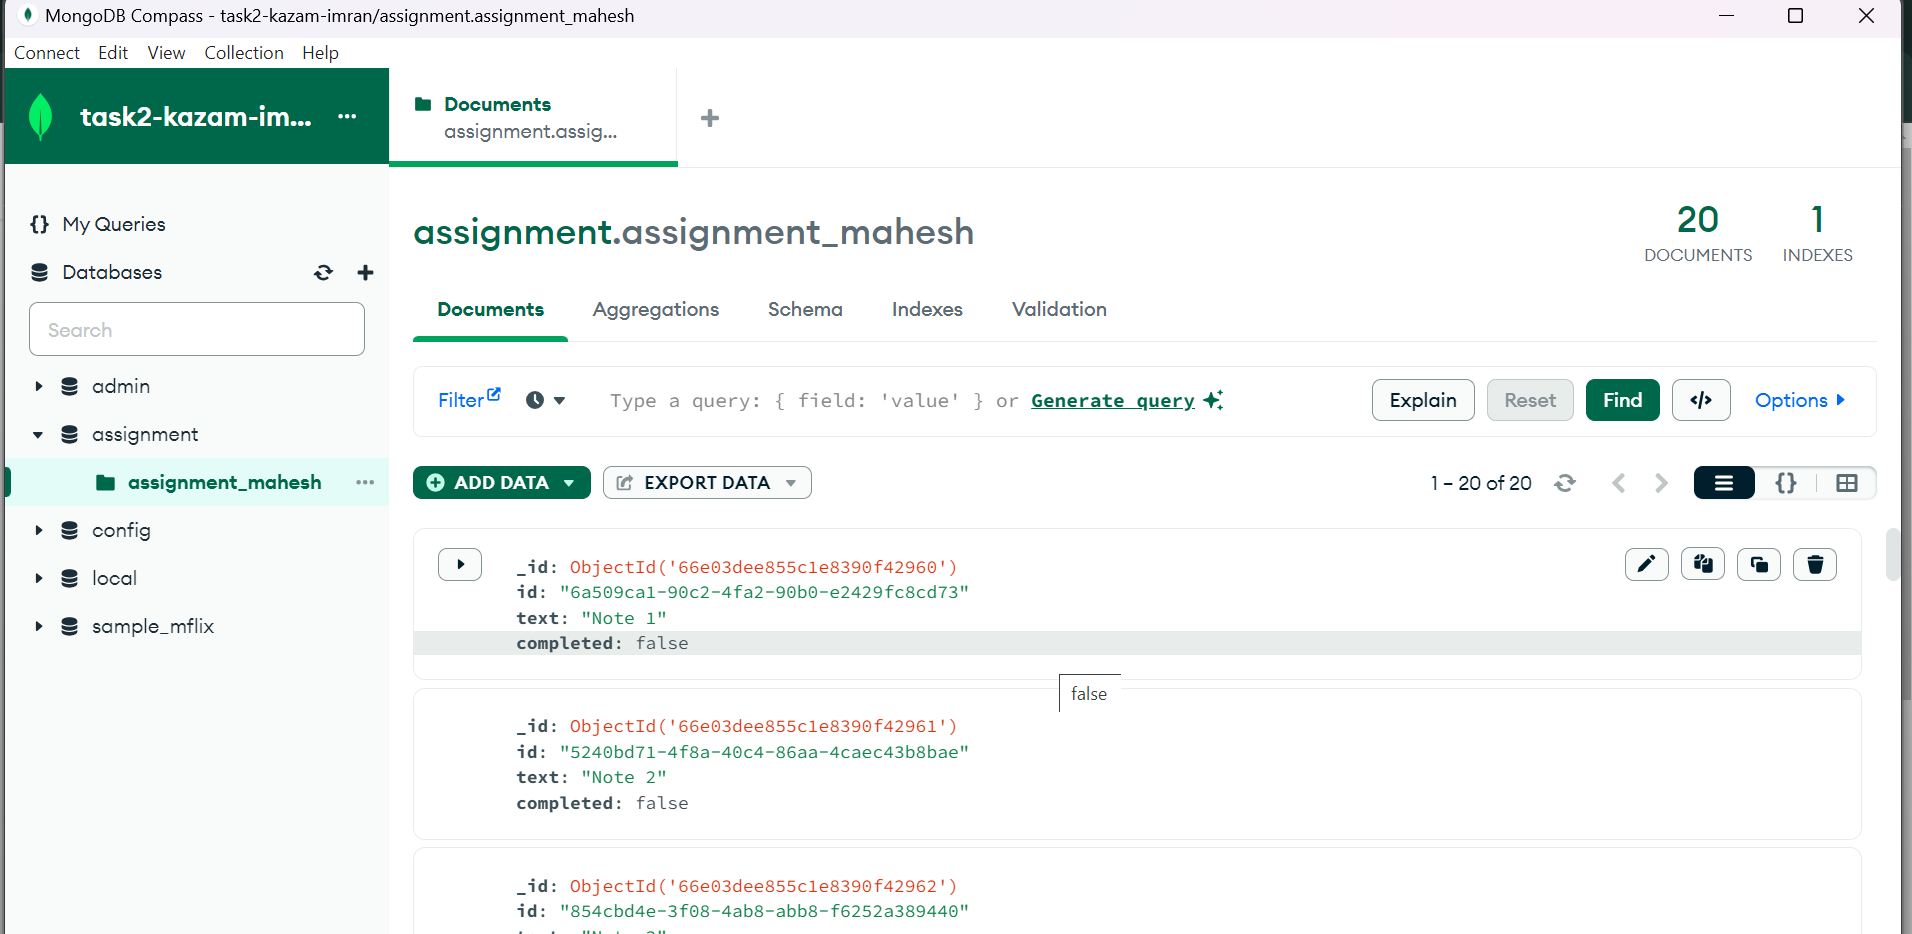 MongoDB Compass - task2-kazam-imran/assignment.assignment_mahesh
Connect Edit View Collection Help
task2-kazam-im...
Documents
assignment.assig...
My Queries
Databases
Search
admin
assignment
assignment_mahesh
config
local
sample_mflix
assignment.assignment_mahesh
20
DOCUMENTS
1
INDEXES
Documents Aggregations Schema Indexes Validation
Filter Type a query: { field: 'value' } or Generate query Explain Reset Find </> Options
ADD DATA EXPORT DATA 1 – 20 of 20 {}
_id: ObjectId('66e03dee855c1e8390f42960')
id: "6a509ca1-90c2-4fa2-90b0-e2429fc8cd73"
text: "Note 1"
completed: false
false
_id: ObjectId('66e03dee855c1e8390f42961')
id: "5240bd71-4f8a-40c4-86aa-4caec43b8bae"
text: "Note 2"
completed: false
_id: ObjectId('66e03dee855c1e8390f42962')
id: "854cbd4e-3f08-4ab8-abb8-f6252a389440"